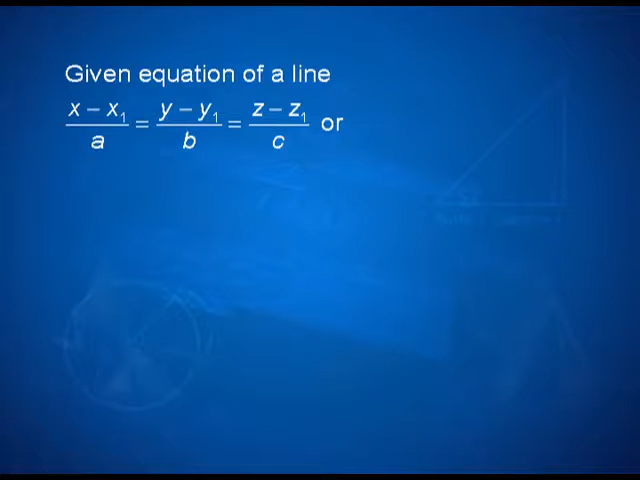 Given equation of a line
x − x₁ / a = y − y₁ / b = z − z₁ / c or